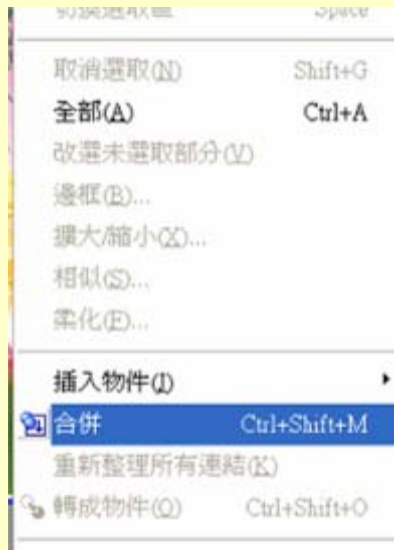 取消選取(N) Shift+G
全部(A) Ctrl+A
改選未選取部分(V)
邊框(B)...
擴大/縮小(X)...
相似(S)...
柔化(F)...
插入物件(J)
合併 Ctrl+Shift+M
重新整理所有連結(K)
轉成物件(O) Ctrl+Shift+O